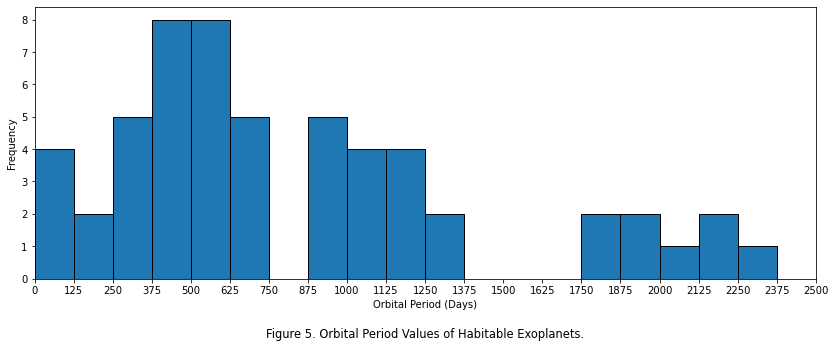 8
7
6
5
4
3
2
1
0
Frequency
0 125 250 375 500 625 750 875 1000 1125 1250 1375 1500 1625 1750 1875 2000 2125 2250 2375 2500
Orbital Period (Days)
Figure 5. Orbital Period Values of Habitable Exoplanets.